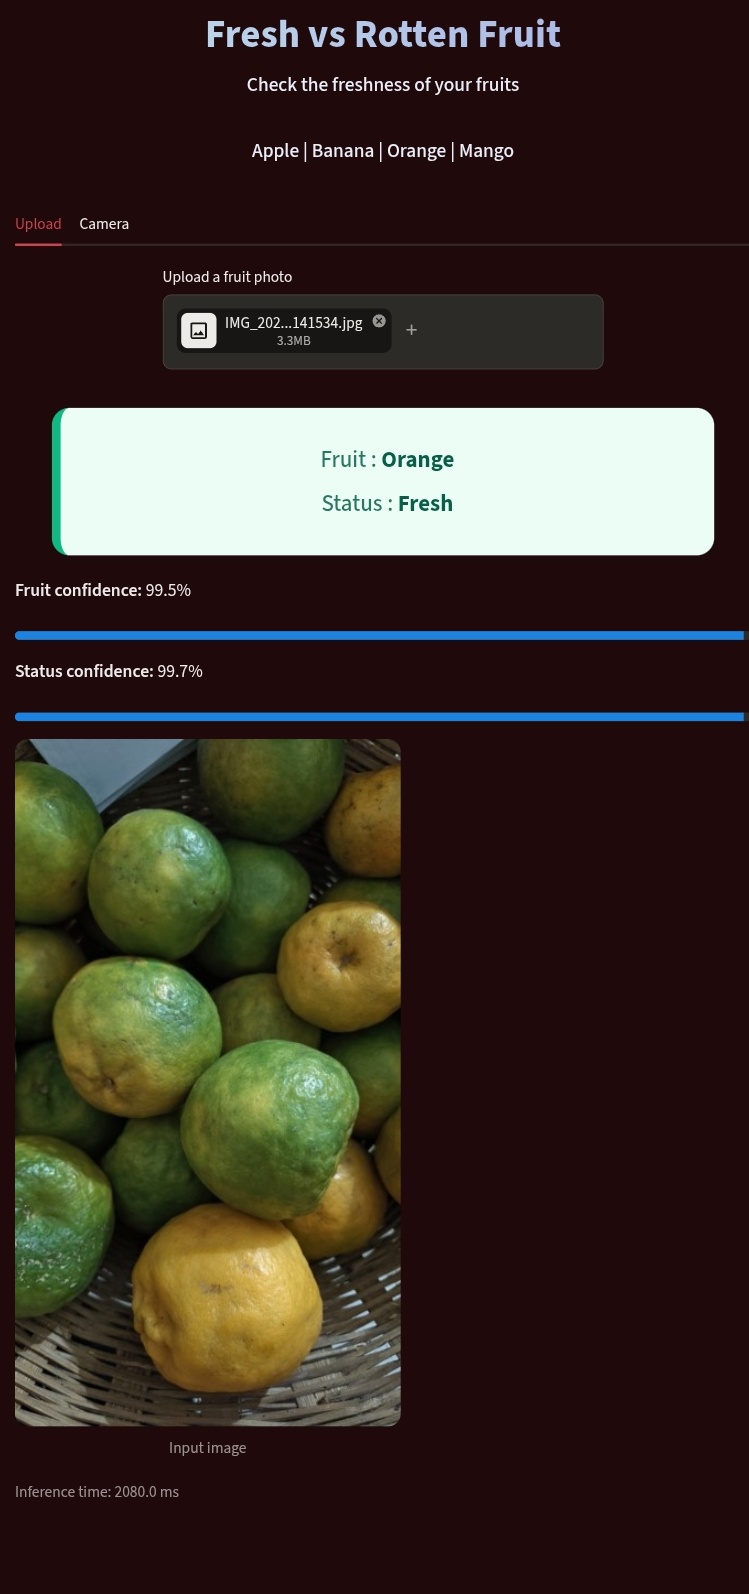 Fresh vs Rotten Fruit
Check the freshness of your fruits
Apple | Banana | Orange | Mango
Upload Camera
Upload a fruit photo
IMG_202...141534.jpg
3.3MB
+
Fruit : Orange
Status : Fresh
Fruit confidence: 99.5%
Status confidence: 99.7%
Input image
Inference time: 2080.0 ms